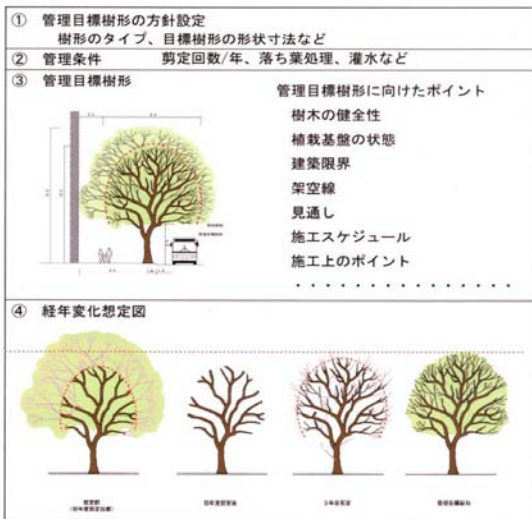 ① 管理目標樹形の方針設定
樹形のタイプ、目標樹形の形状寸法など
② 管理条件 剪定回数/年、落ち葉処理、灌水など
③ 管理目標樹形
管理目標樹形に向けたポイント
樹木の健全性
植栽基盤の状態
建築限界
架空線
見通し
施工スケジュール
施工上のポイント
・・・・・・・・・・・・・・・
④ 経年変化想定図